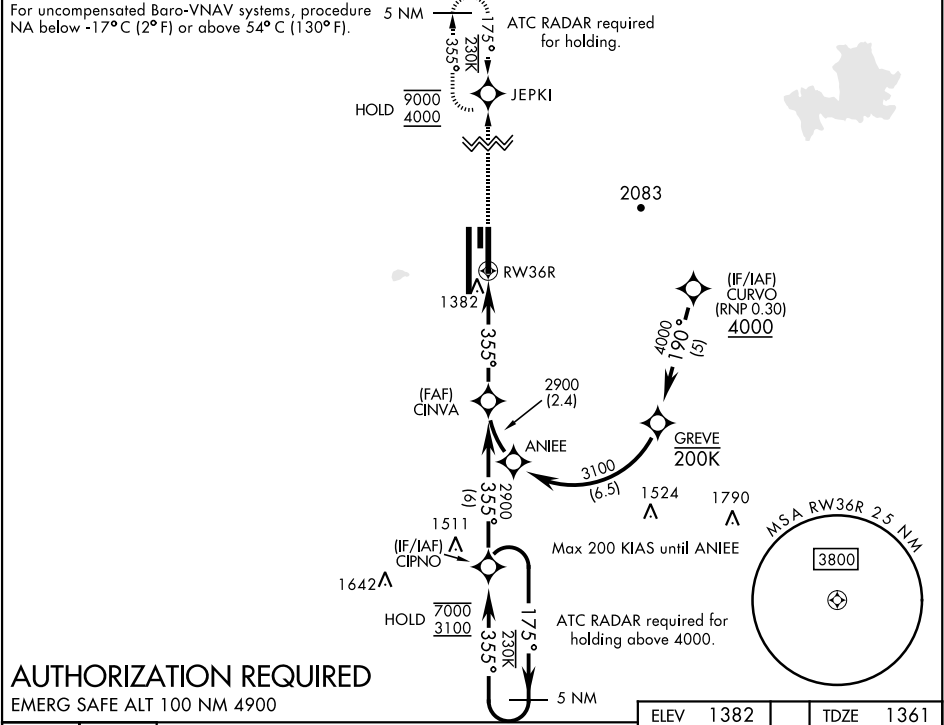 For uncompensated Baro-VNAV systems, procedure
NA below -17°C (2°F) or above 54°C (130°F).
5 NM
175°
230K
355°
ATC RADAR required
for holding.
JEPKI
HOLD 9000
4000
2083
RW36R
1382
(IF/IAF)
CURVO
(RNP 0.30)
4000
4000
190°
(5)
355°
(FAF)
CINVA
2900
(2.4)
ANIEE
GREVE
200K
3100
(6.5)
2900
355°
(6)
1524
1790
1511
(IF/IAF)
CIPNO
Max 200 KIAS until ANIEE
MSA RW36R 25 NM
3800
1642
HOLD 7000
3100
355°
230K
175°
ATC RADAR required for
holding above 4000.
5 NM
AUTHORIZATION REQUIRED
EMERG SAFE ALT 100 NM 4900
ELEV 1382
TDZE 1361